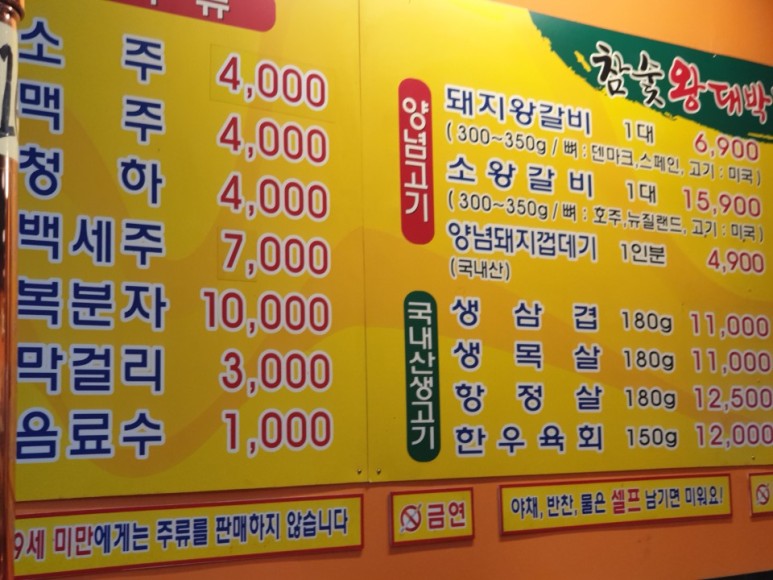 류
소 주 4,000
맥 주 4,000
청 하 4,000
백세주 7,000
복분자 10,000
막걸리 3,000
음료수 1,000
참숯 왕대박
양념고기
돼지왕갈비 1대 6,900
( 300~350g / 뼈 : 덴마크,스페인, 고기 : 미국 )
소왕갈비 1대 15,900
( 300~350g / 뼈 : 호주,뉴질랜드, 고기 : 미국 )
양념돼지껍데기 1인분 4,900
(국내산)
국내산생고기
생 삼 겹 180g 11,000
생 목 살 180g 11,000
항 정 살 180g 12,500
한우육회 150g 12,000
9세 미만에게는 주류를 판매하지 않습니다
금연
야채, 반찬, 물은 셀프 남기면 미워요!